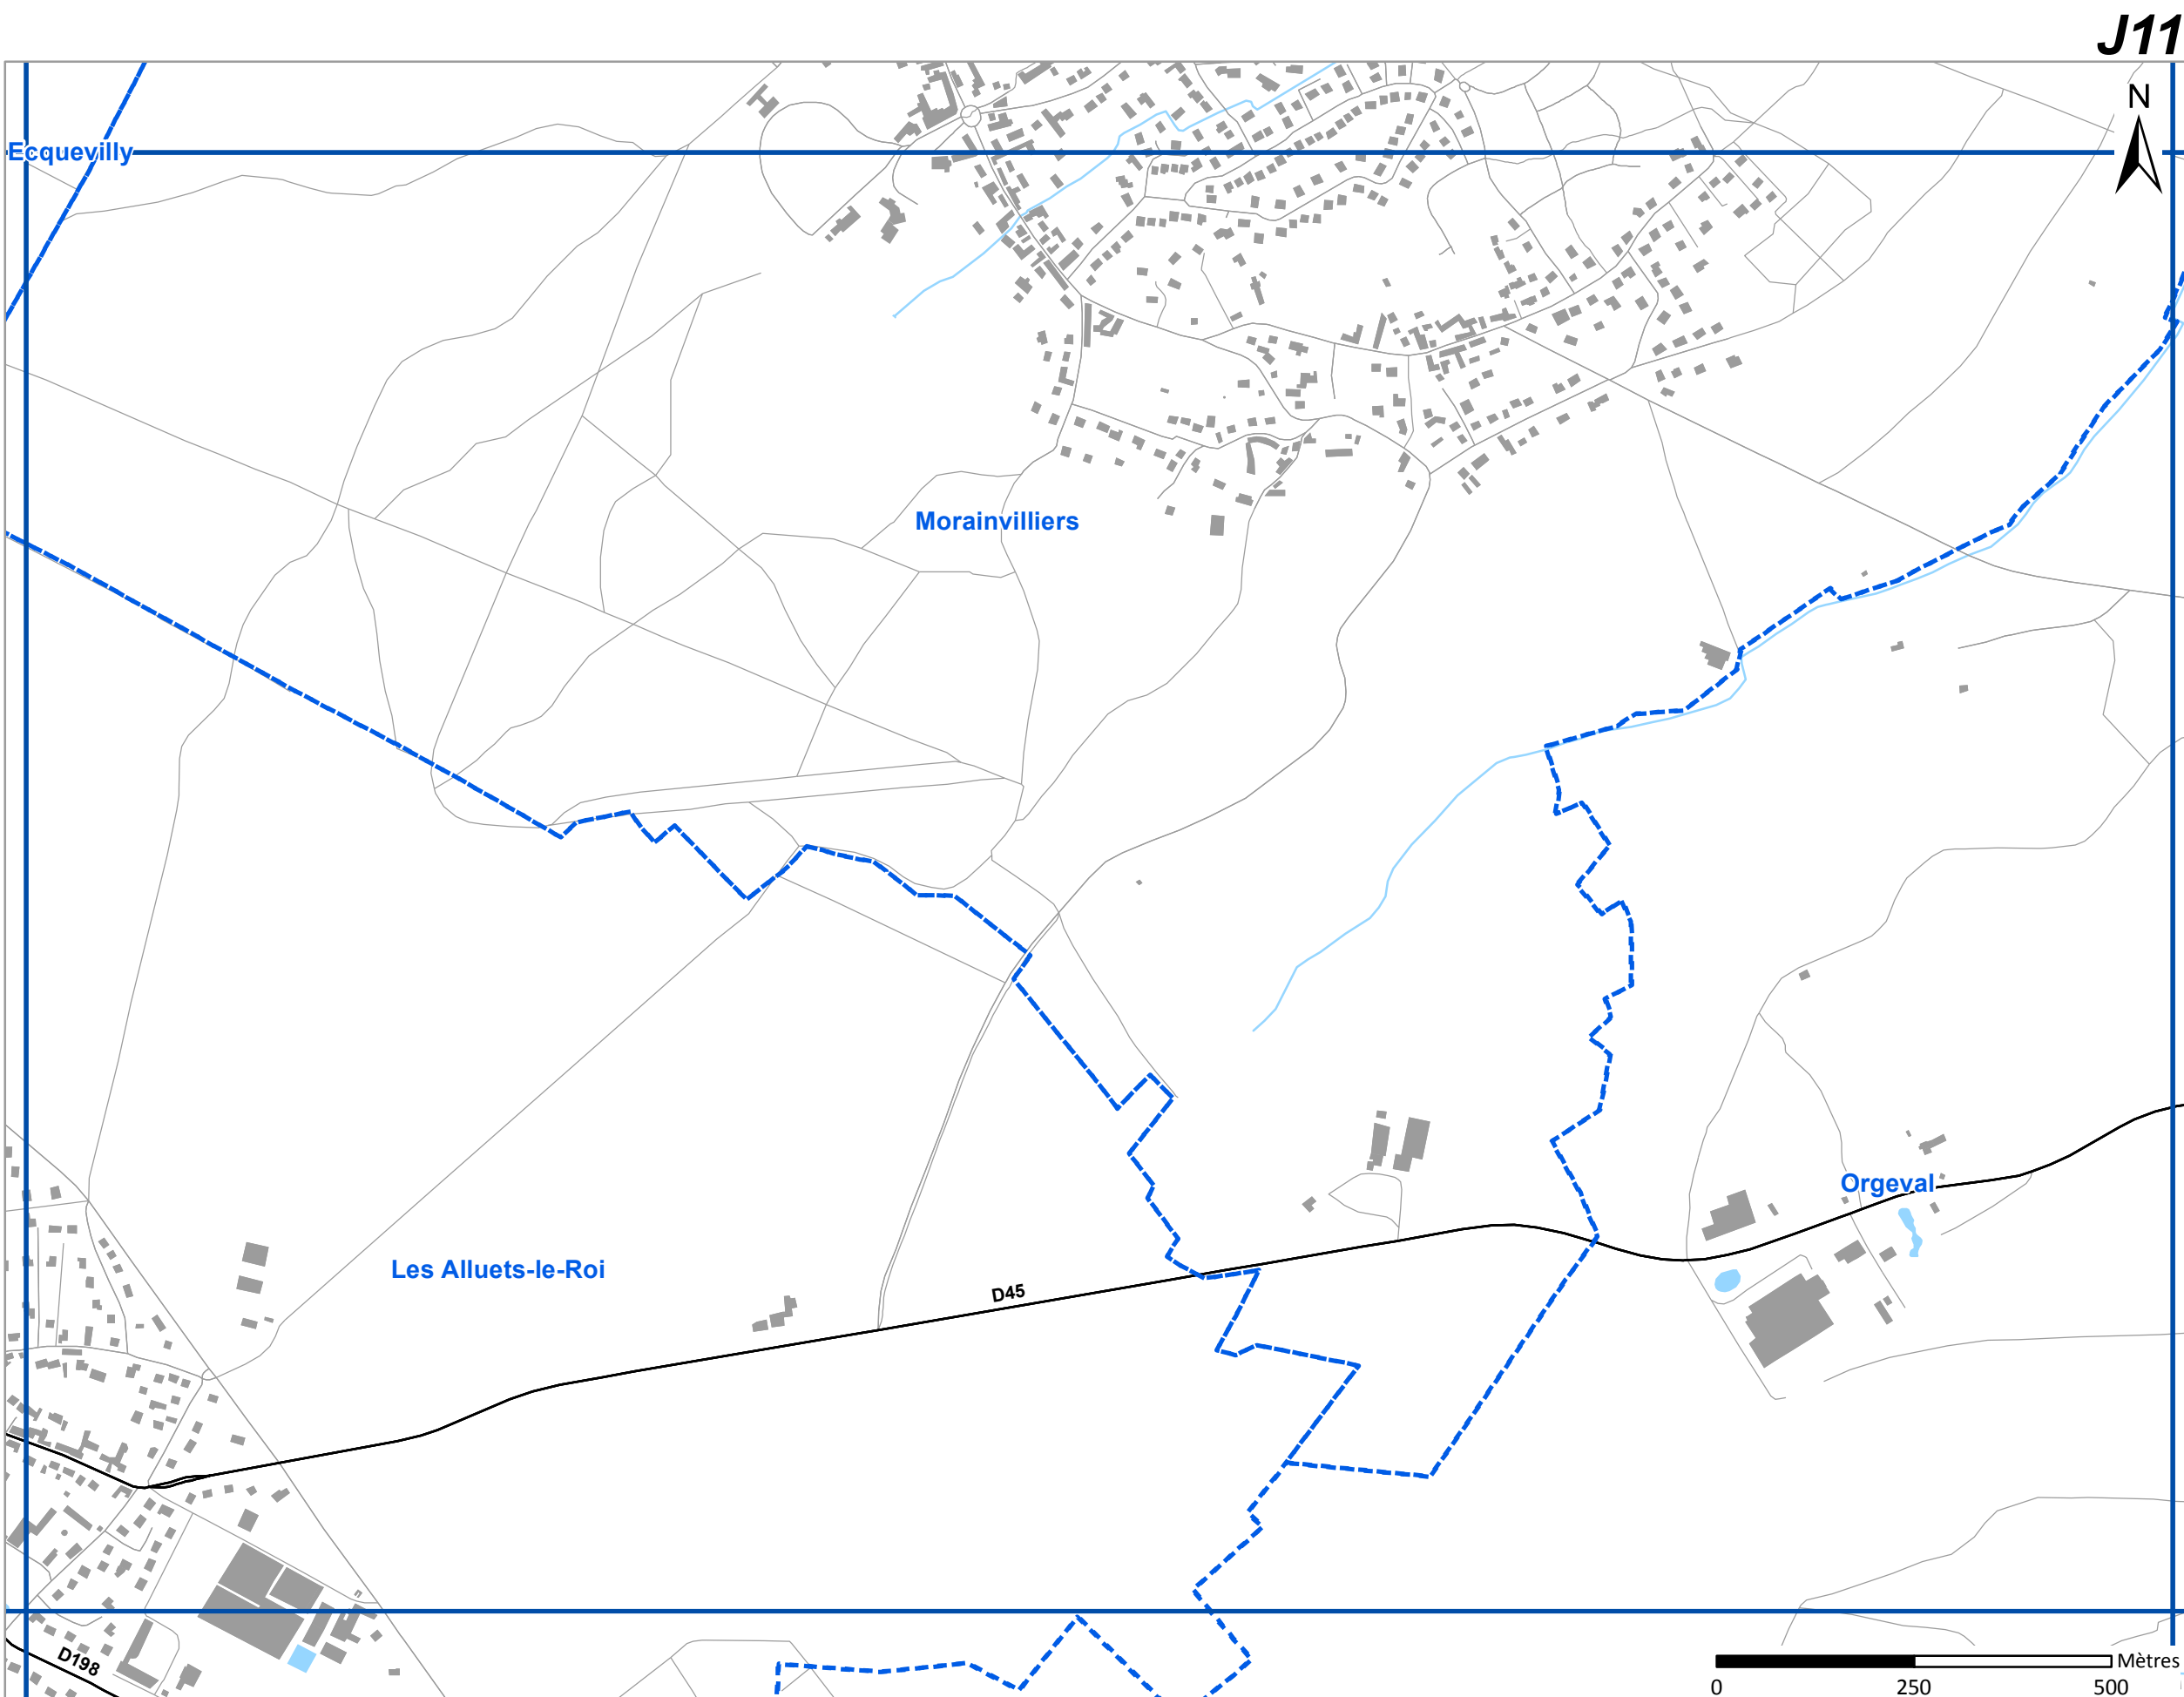 J11
N
Ecquevilly
Morainvilliers
Orgeval
Les Alluets-le-Roi
D45
D198
Mètres
0 250 500